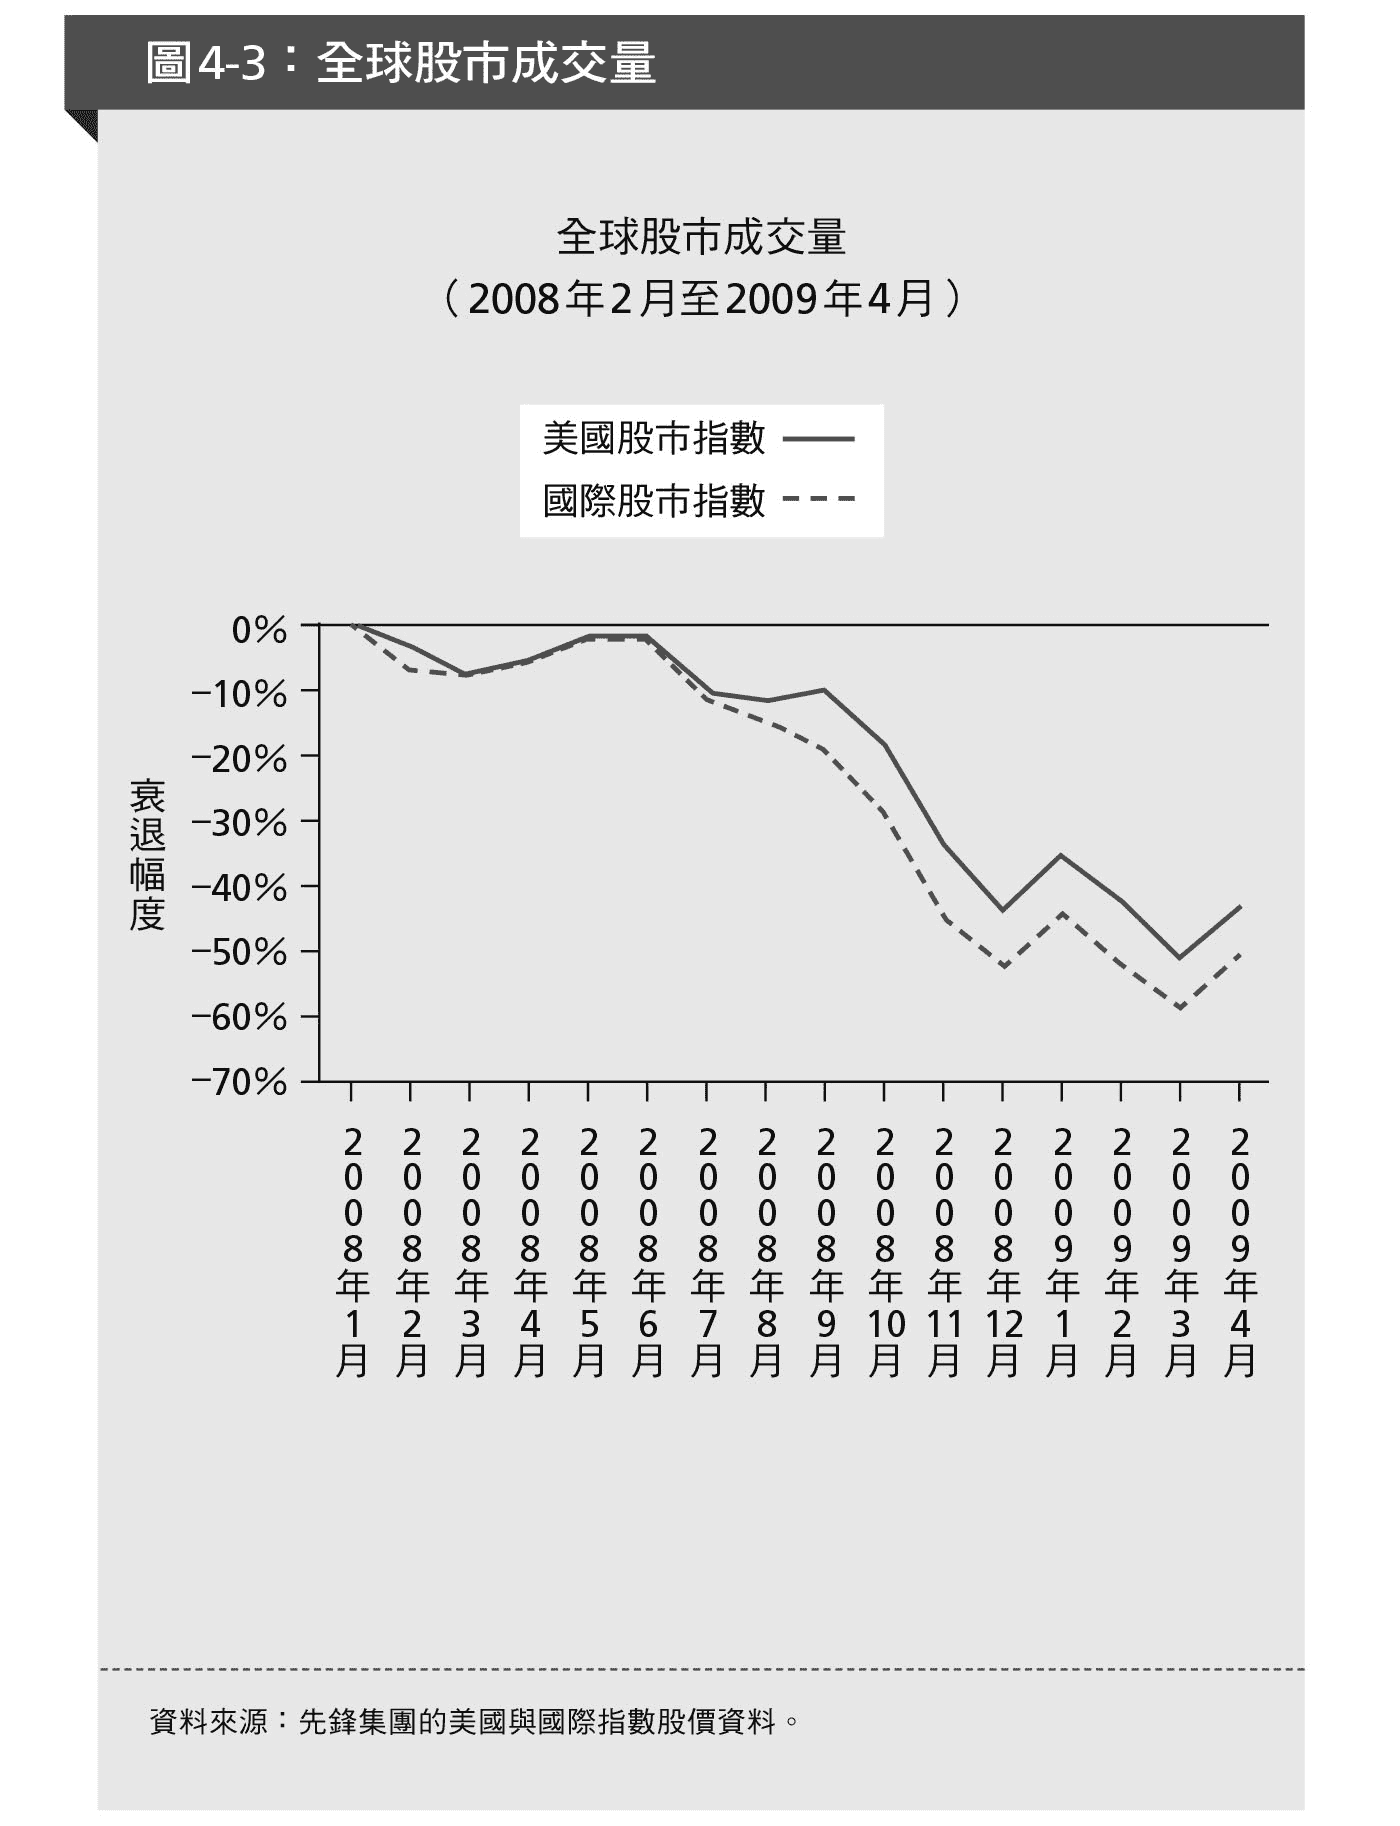 圖4-3：全球股市成交量
全球股市成交量
（2008年2月至2009年4月）
美國股市指數
國際股市指數
衰退幅度
0%
−10%
−20%
−30%
−40%
−50%
−60%
−70%
2008年1月
2008年2月
2008年3月
2008年4月
2008年5月
2008年6月
2008年7月
2008年8月
2008年9月
2008年10月
2008年11月
2008年12月
2009年1月
2009年2月
2009年3月
2009年4月
資料來源：先鋒集團的美國與國際指數股價資料。